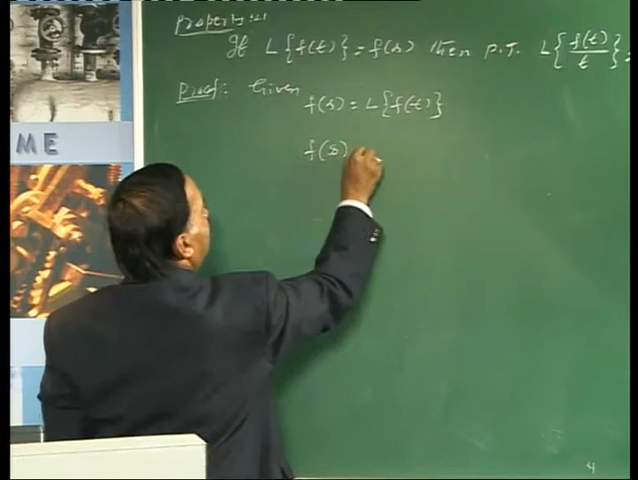 Property:
If L{f(t)} = f(s) then P.T. L{f(t)/t} =
Proof: Given
f(s) = L{f(t)}
f(s)
ME
4